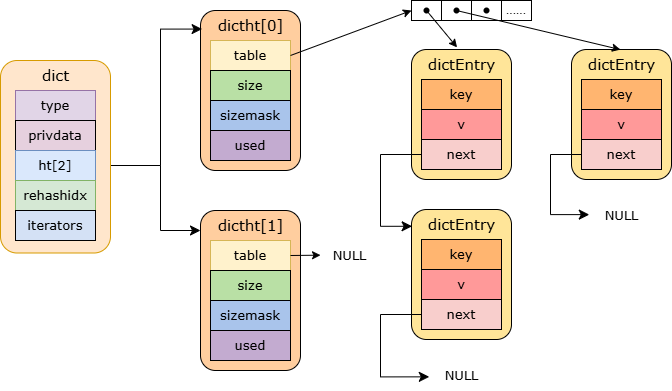 dict
type
privdata
ht[2]
rehashidx
iterators
dictht[0]
table
size
sizemask
used
dictht[1]
table
size
sizemask
used
NULL
......
dictEntry
key
v
next
dictEntry
key
v
next
NULL
dictEntry
key
v
next
NULL